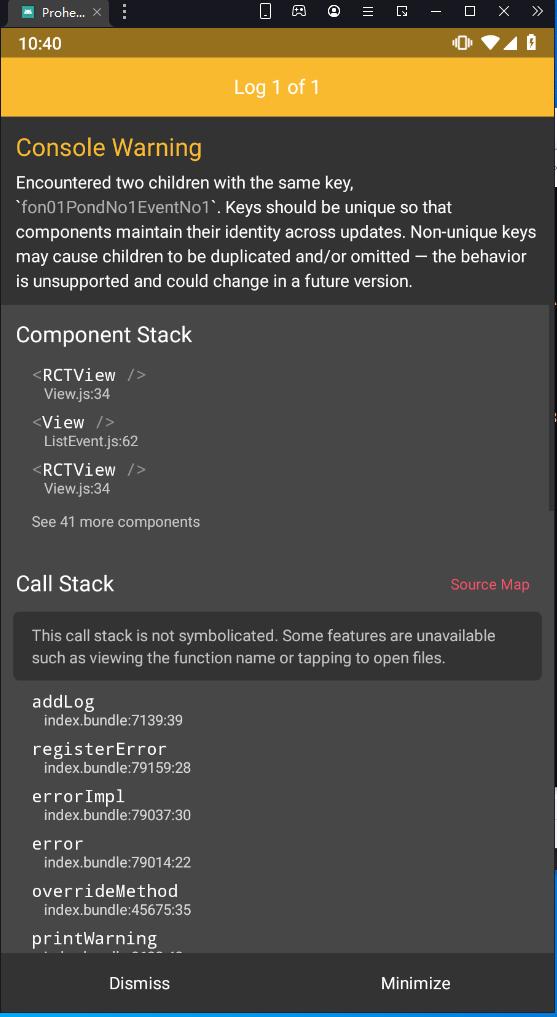 Prohe...
10:40
Log 1 of 1
Console Warning
Encountered two children with the same key,
`fon01PondNo1EventNo1`. Keys should be unique so that
components maintain their identity across updates. Non-unique keys
may cause children to be duplicated and/or omitted — the behavior
is unsupported and could change in a future version.
Component Stack
<RCTView />
View.js:34
<View />
ListEvent.js:62
<RCTView />
View.js:34
See 41 more components
Call Stack
Source Map
This call stack is not symbolicated. Some features are unavailable
such as viewing the function name or tapping to open files.
addLog
index.bundle:7139:39
registerError
index.bundle:79159:28
errorImpl
index.bundle:79037:30
error
index.bundle:79014:22
overrideMethod
index.bundle:45675:35
printWarning
Dismiss
Minimize